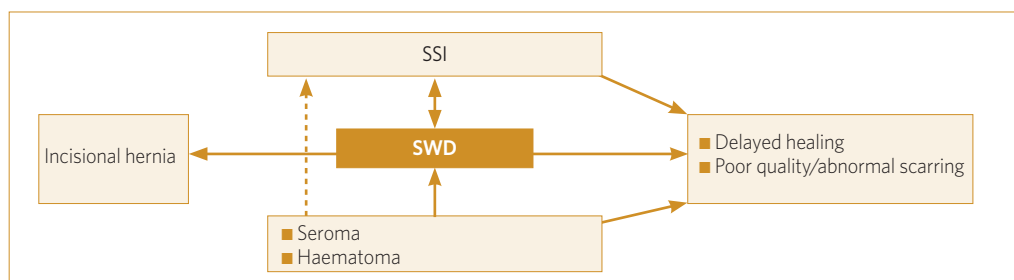 SSI
Incisional hernia
SWD
■ Delayed healing
■ Poor quality/abnormal scarring
■ Seroma
■ Haematoma